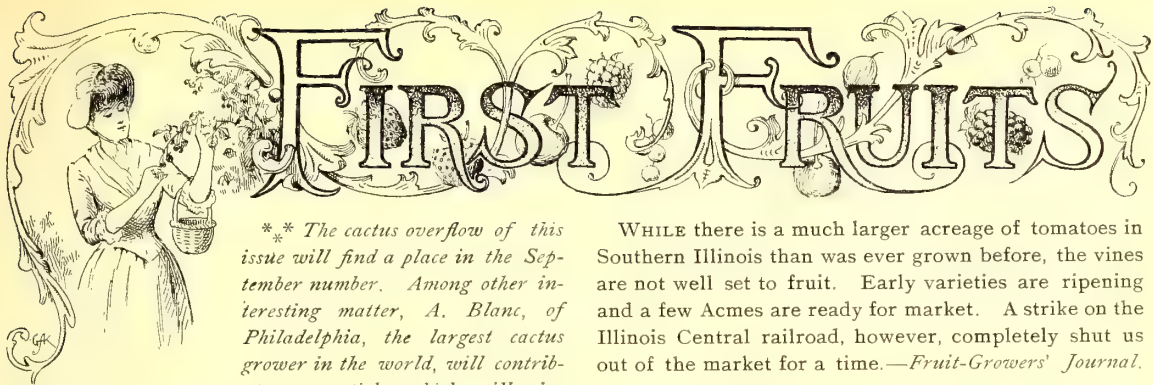 FIRST FRUITS
*** The cactus overflow of this
issue will find a place in the Sep-
tember number. Among other in-
teresting matter, A. Blanc, of
Philadelphia, the largest cactus
grower in the world, will contrib-
WHILE there is a much larger acreage of tomatoes in
Southern Illinois than was ever grown before, the vines
are not well set to fruit. Early varieties are ripening
and a few Acmes are ready for market. A strike on the
Illinois Central railroad, however, completely shut us
out of the market for a time.—Fruit-Growers' Journal.